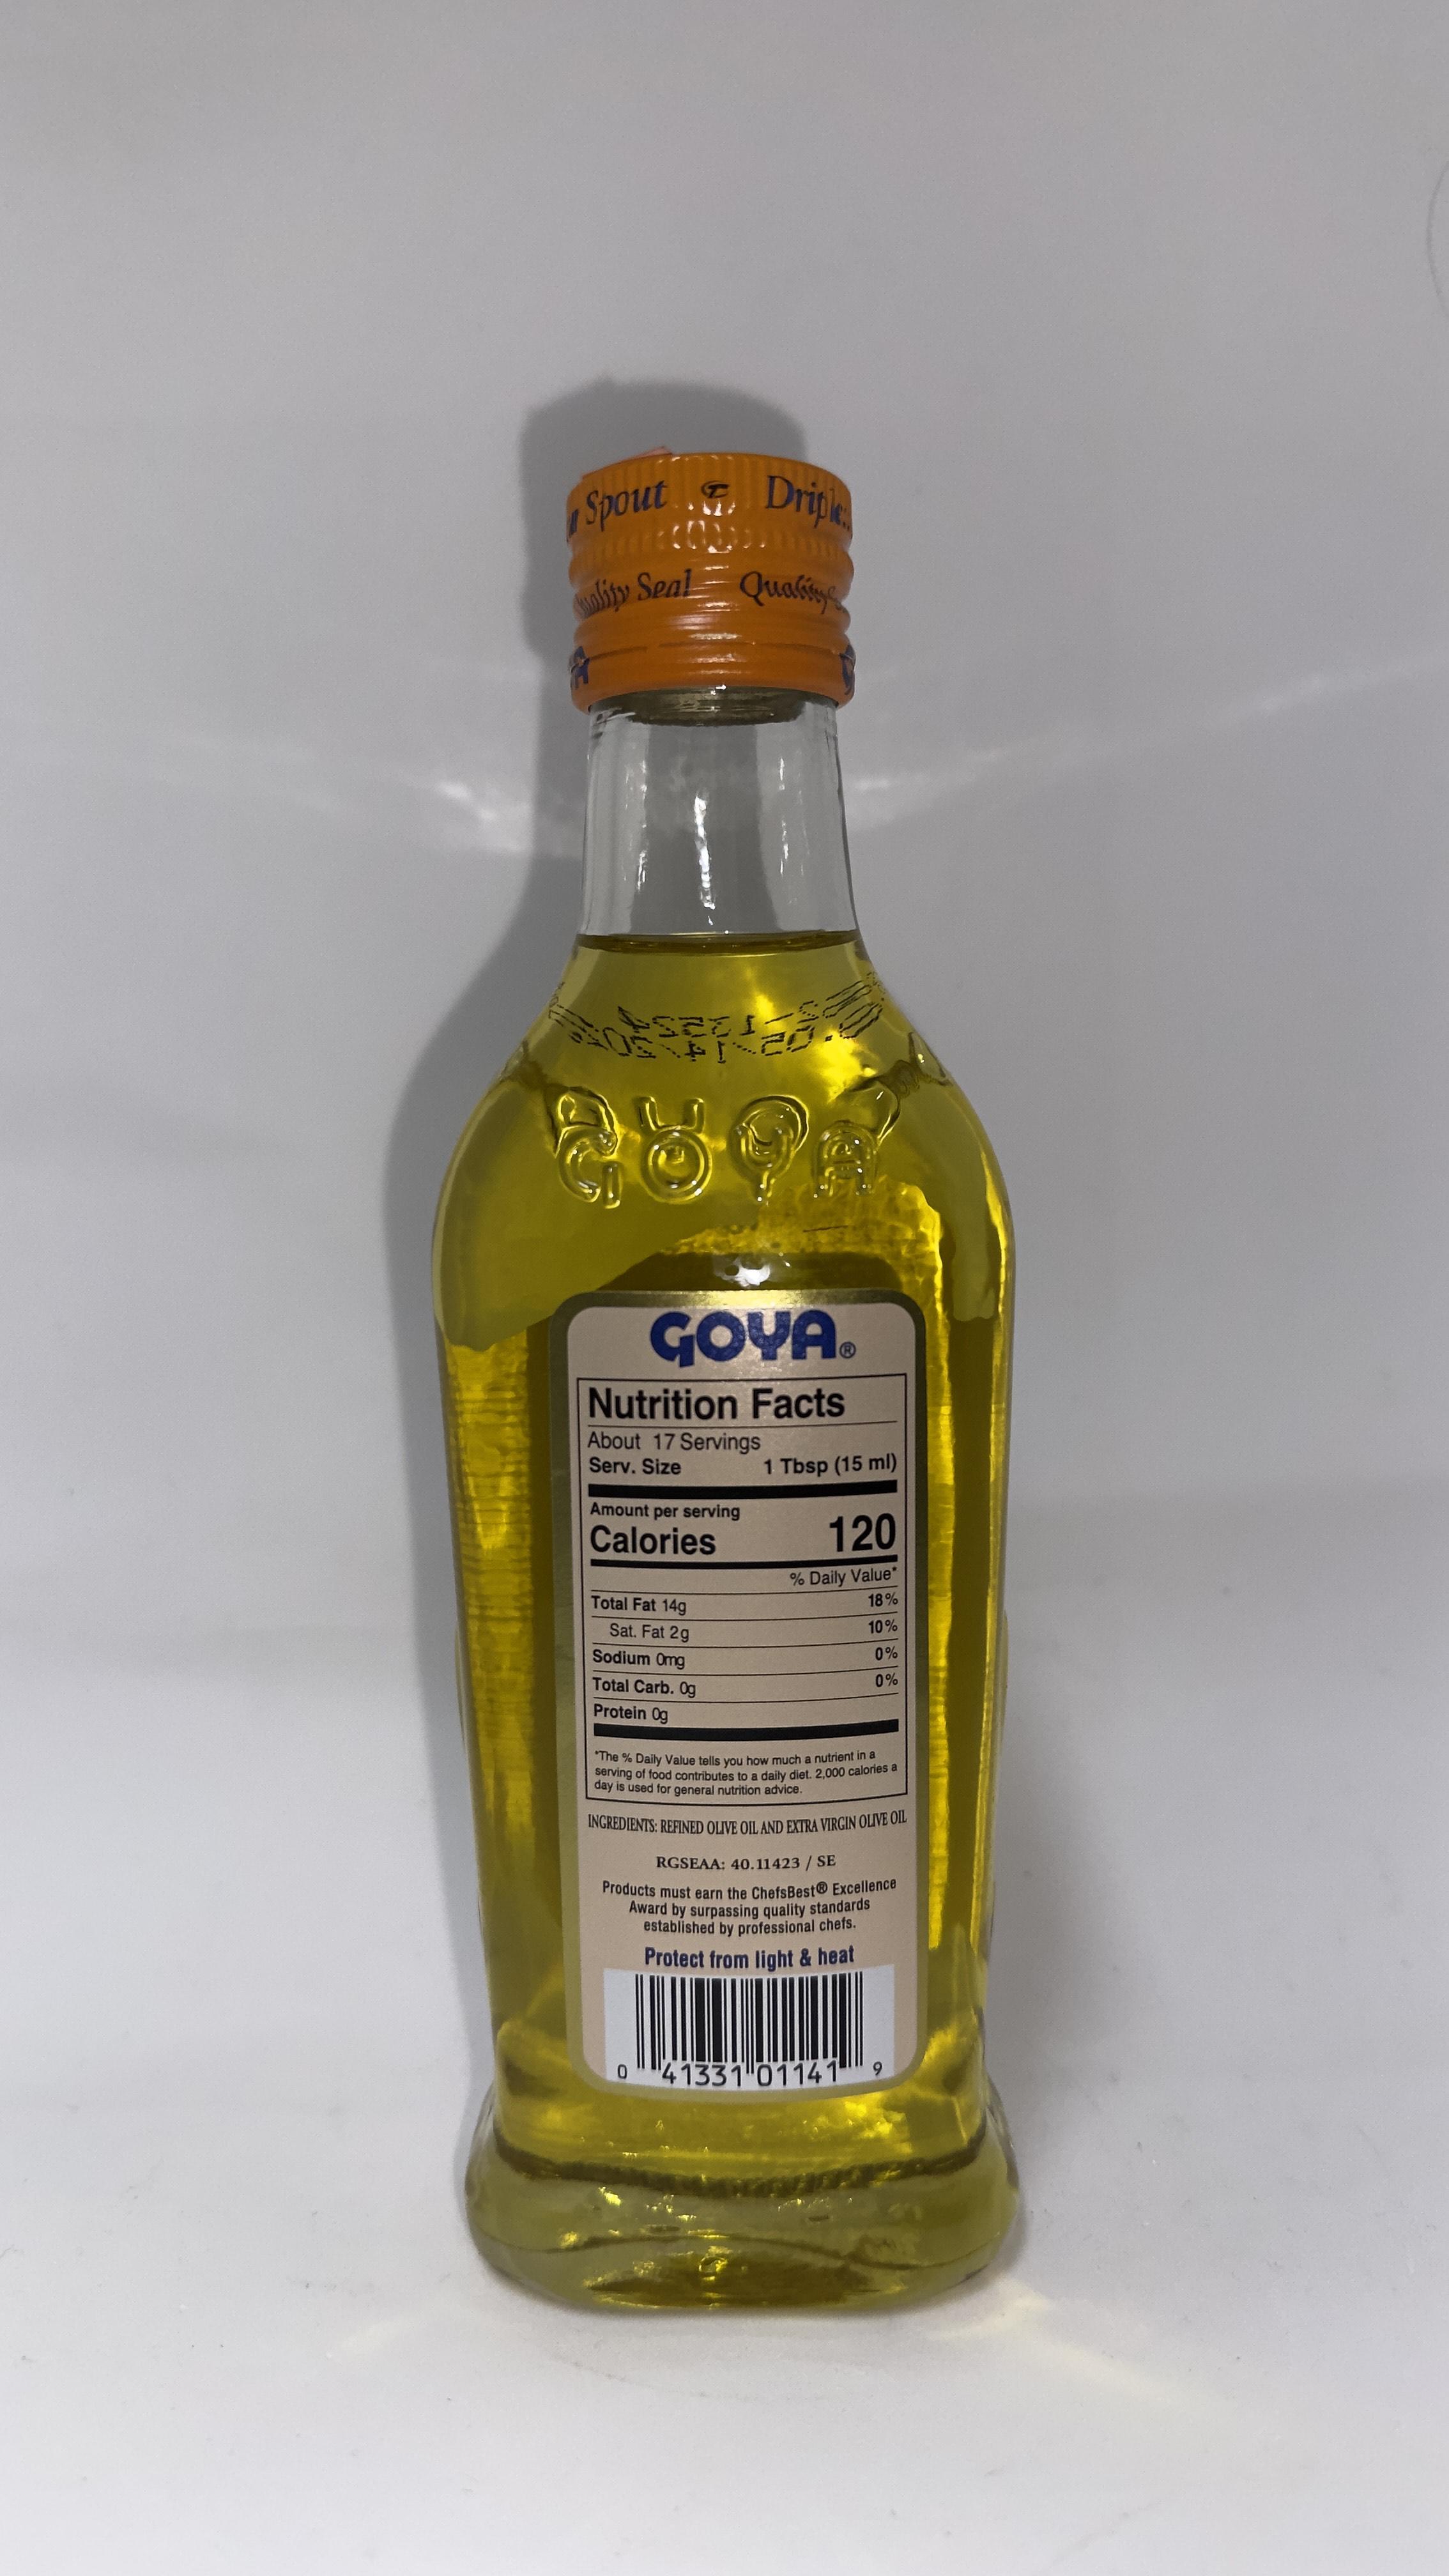 Spout Drip
Quality Seal Quality
GOYA
GOYA®
Nutrition Facts
About 17 Servings
Serv. Size 1 Tbsp (15 ml)
Amount per serving
Calories 120
% Daily Value*
Total Fat 14g 18%
Sat. Fat 2g 10%
Sodium 0mg 0%
Total Carb. 0g 0%
Protein 0g
*The % Daily Value tells you how much a nutrient in a
serving of food contributes to a daily diet. 2,000 calories a
day is used for general nutrition advice.
INGREDIENTS: REFINED OLIVE OIL AND EXTRA VIRGIN OLIVE OIL
RGSEAA: 40.11423 / SE
Products must earn the ChefsBest® Excellence
Award by surpassing quality standards
established by professional chefs.
Protect from light & heat
0 41331 01141 9